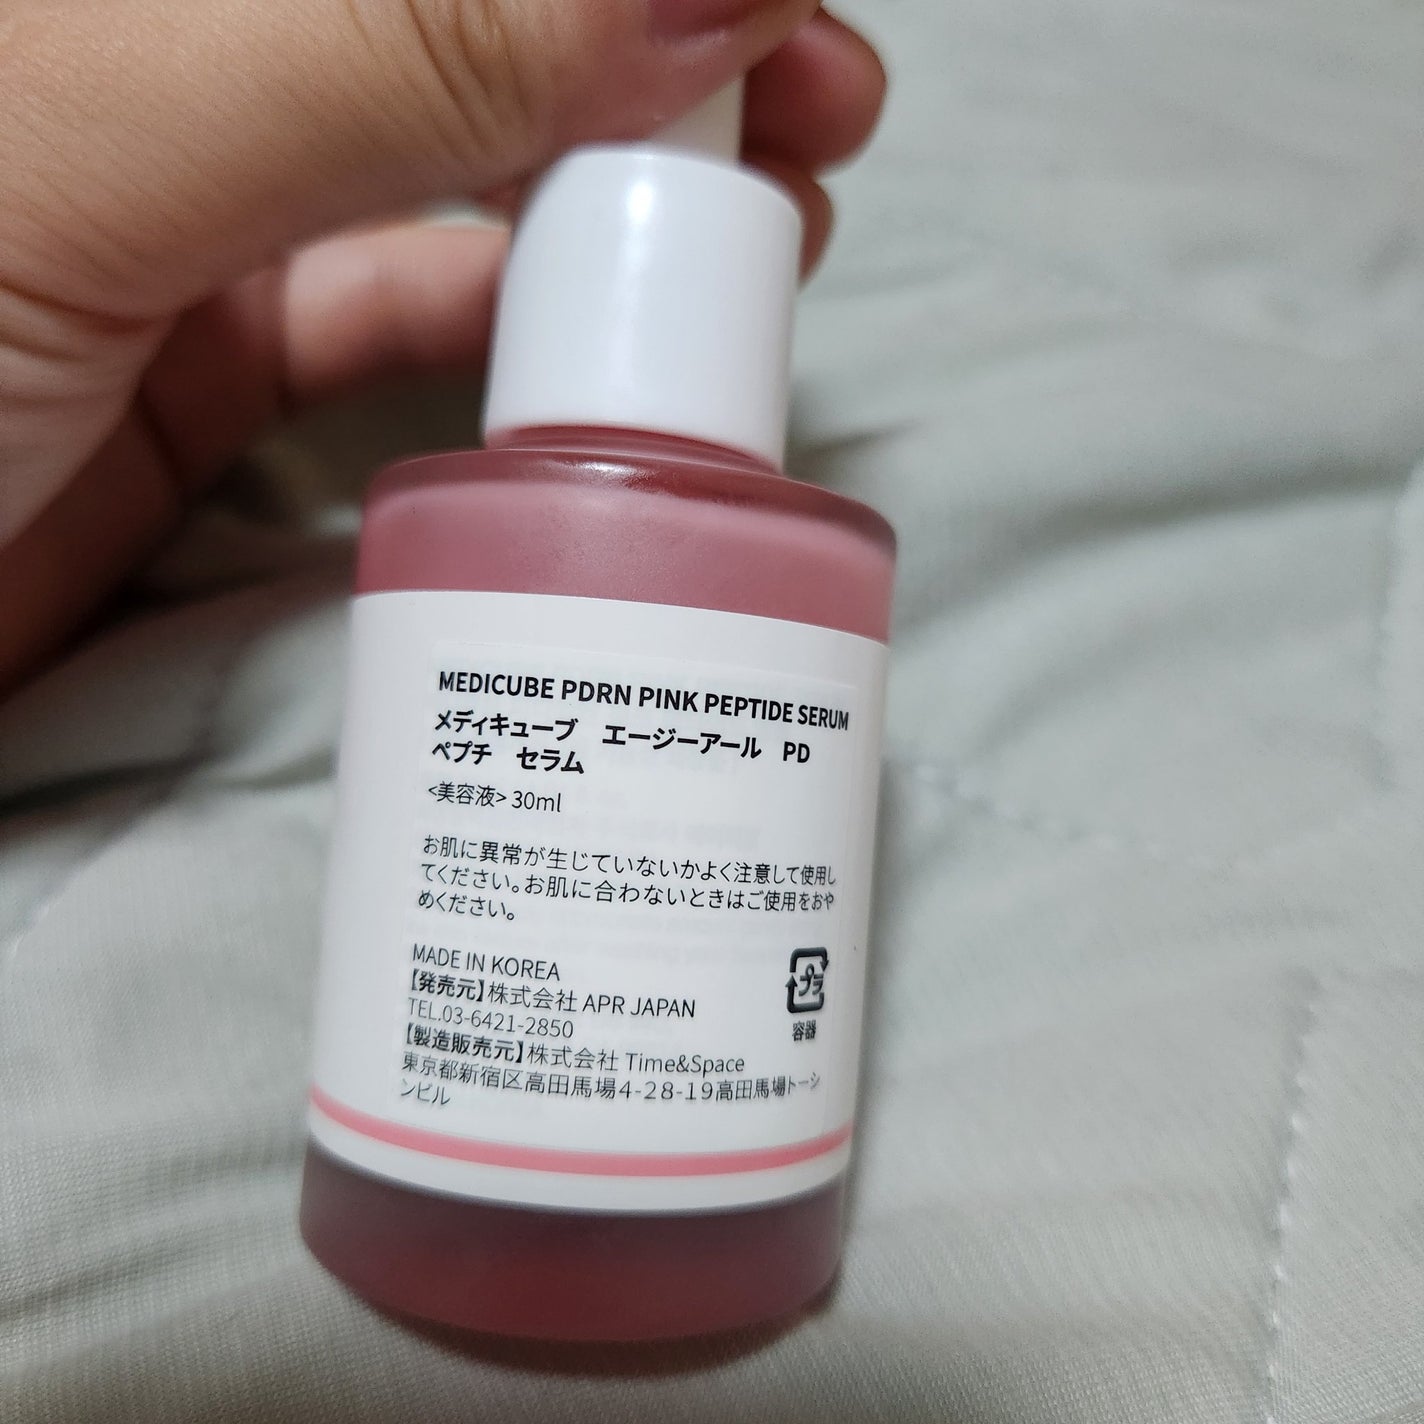 MEDICUBE PDRN PINK PEPTIDE SERUM
メディキューブ　エージーアール　PD
ペプチ　セラム
<美容液> 30ml
お肌に異常が生じていないかよく注意して使用し
てください。お肌に合わないときはご使用をおや
めください。
MADE IN KOREA
【発売元】株式会社 APR JAPAN
TEL.03-6421-2850
【製造販売元】株式会社 Time&Space
東京都新宿区高田馬場4-28-19高田馬場トーシ
ンビル
プラ
容器